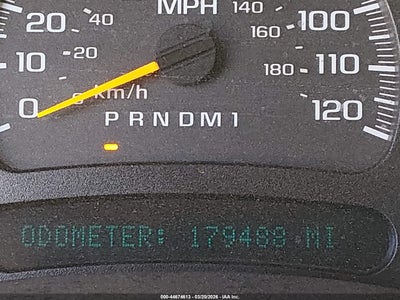 MPH
20 40 140 100
10 20 160
180 110
0 0 km/h 120
PRNDM1
ODOMETER: 179488 MI
000-44674613 - 03/20/2026 - IAA Inc.